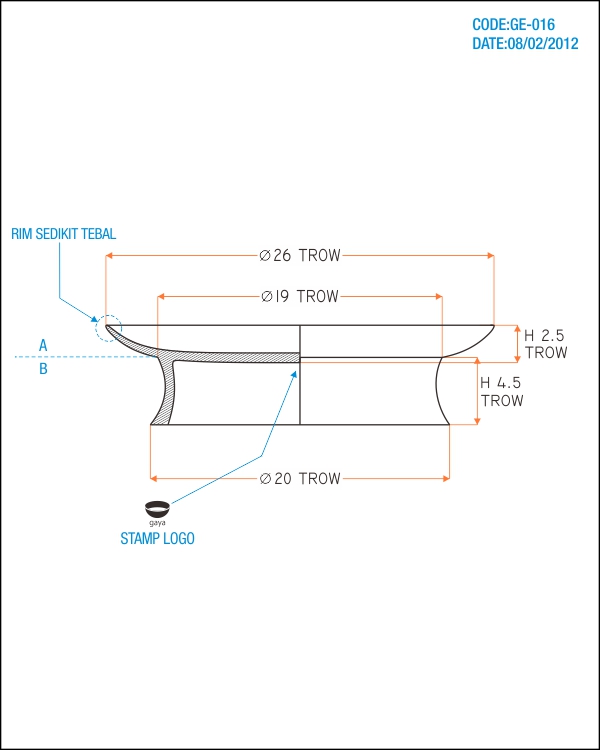 CODE:GE-016
DATE:08/02/2012
RIM SEDIKIT TEBAL
Ø 26 TROW
Ø19 TROW
A
B
H 2.5
TROW
H 4.5
TROW
Ø 20 TROW
gaya
STAMP LOGO